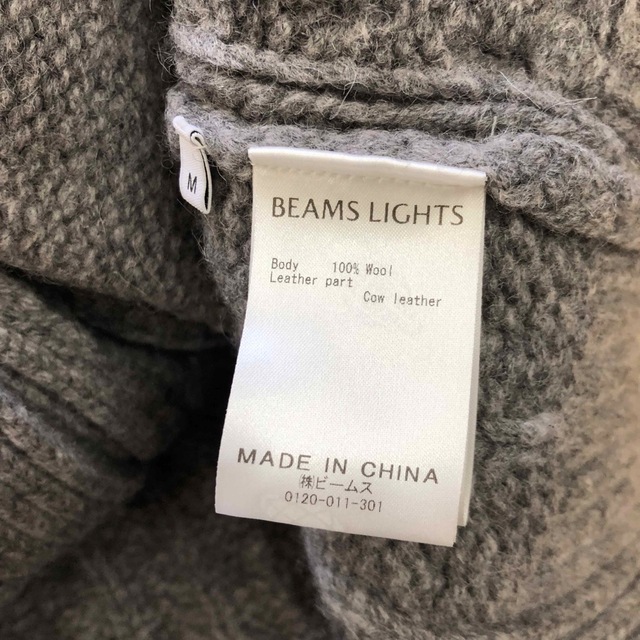 M
BEAMS LIGHTS
Body 100% Wool
Leather part
Cow leather
MADE IN CHINA
㈱ビームス
0120-011-301